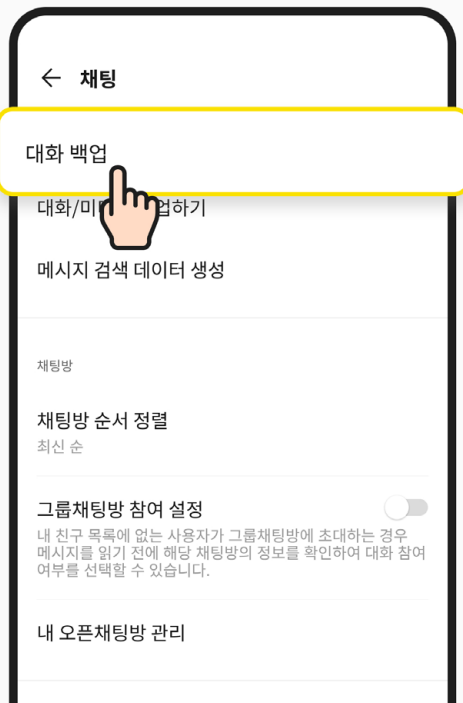 채팅
대화 백업
대화/미 업하기
메시지 검색 데이터 생성
채팅방
채팅방 순서 정렬
최신 순
그룹채팅방 참여 설정
내 친구 목록에 없는 사용자가 그룹채팅방에 초대하는 경우
메시지를 읽기 전에 해당 채팅방의 정보를 확인하여 대화 참여
여부를 선택할 수 있습니다.
내 오픈채팅방 관리